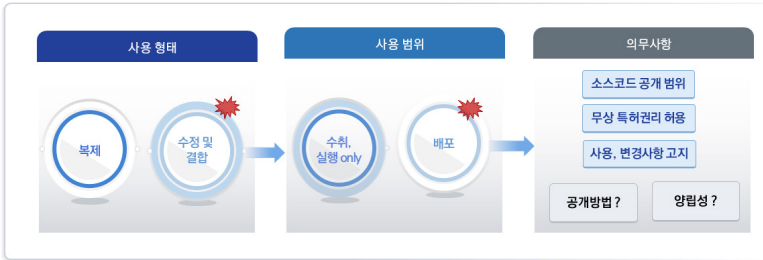 사용 형태
사용 범위
의무사항
복제
수정 및
결합
수취,
실행 only
배포
소스코드 공개 범위
무상 특허권리 허용
사용, 변경사항 고지
공개방법 ?
양립성 ?